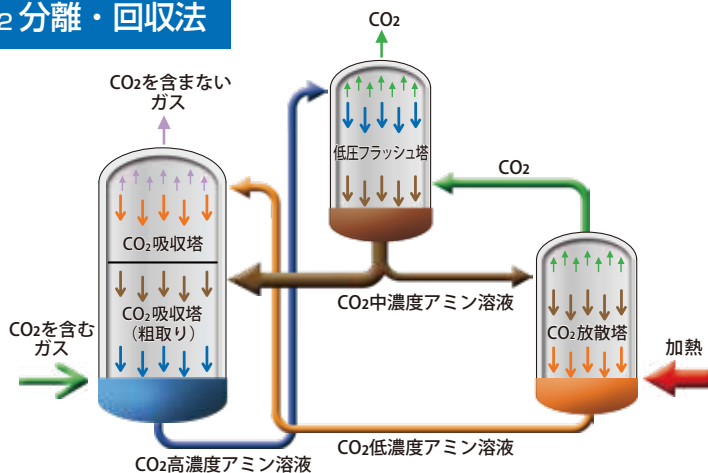 2分離・回収法
CO2
CO2を含まない
ガス
低圧フラッシュ塔
CO2
CO2吸収塔
CO2中濃度アミン溶液
CO2吸収塔
(粗取り)
CO2を含む
ガス
CO2放散塔
加熱
CO2低濃度アミン溶液
CO2高濃度アミン溶液